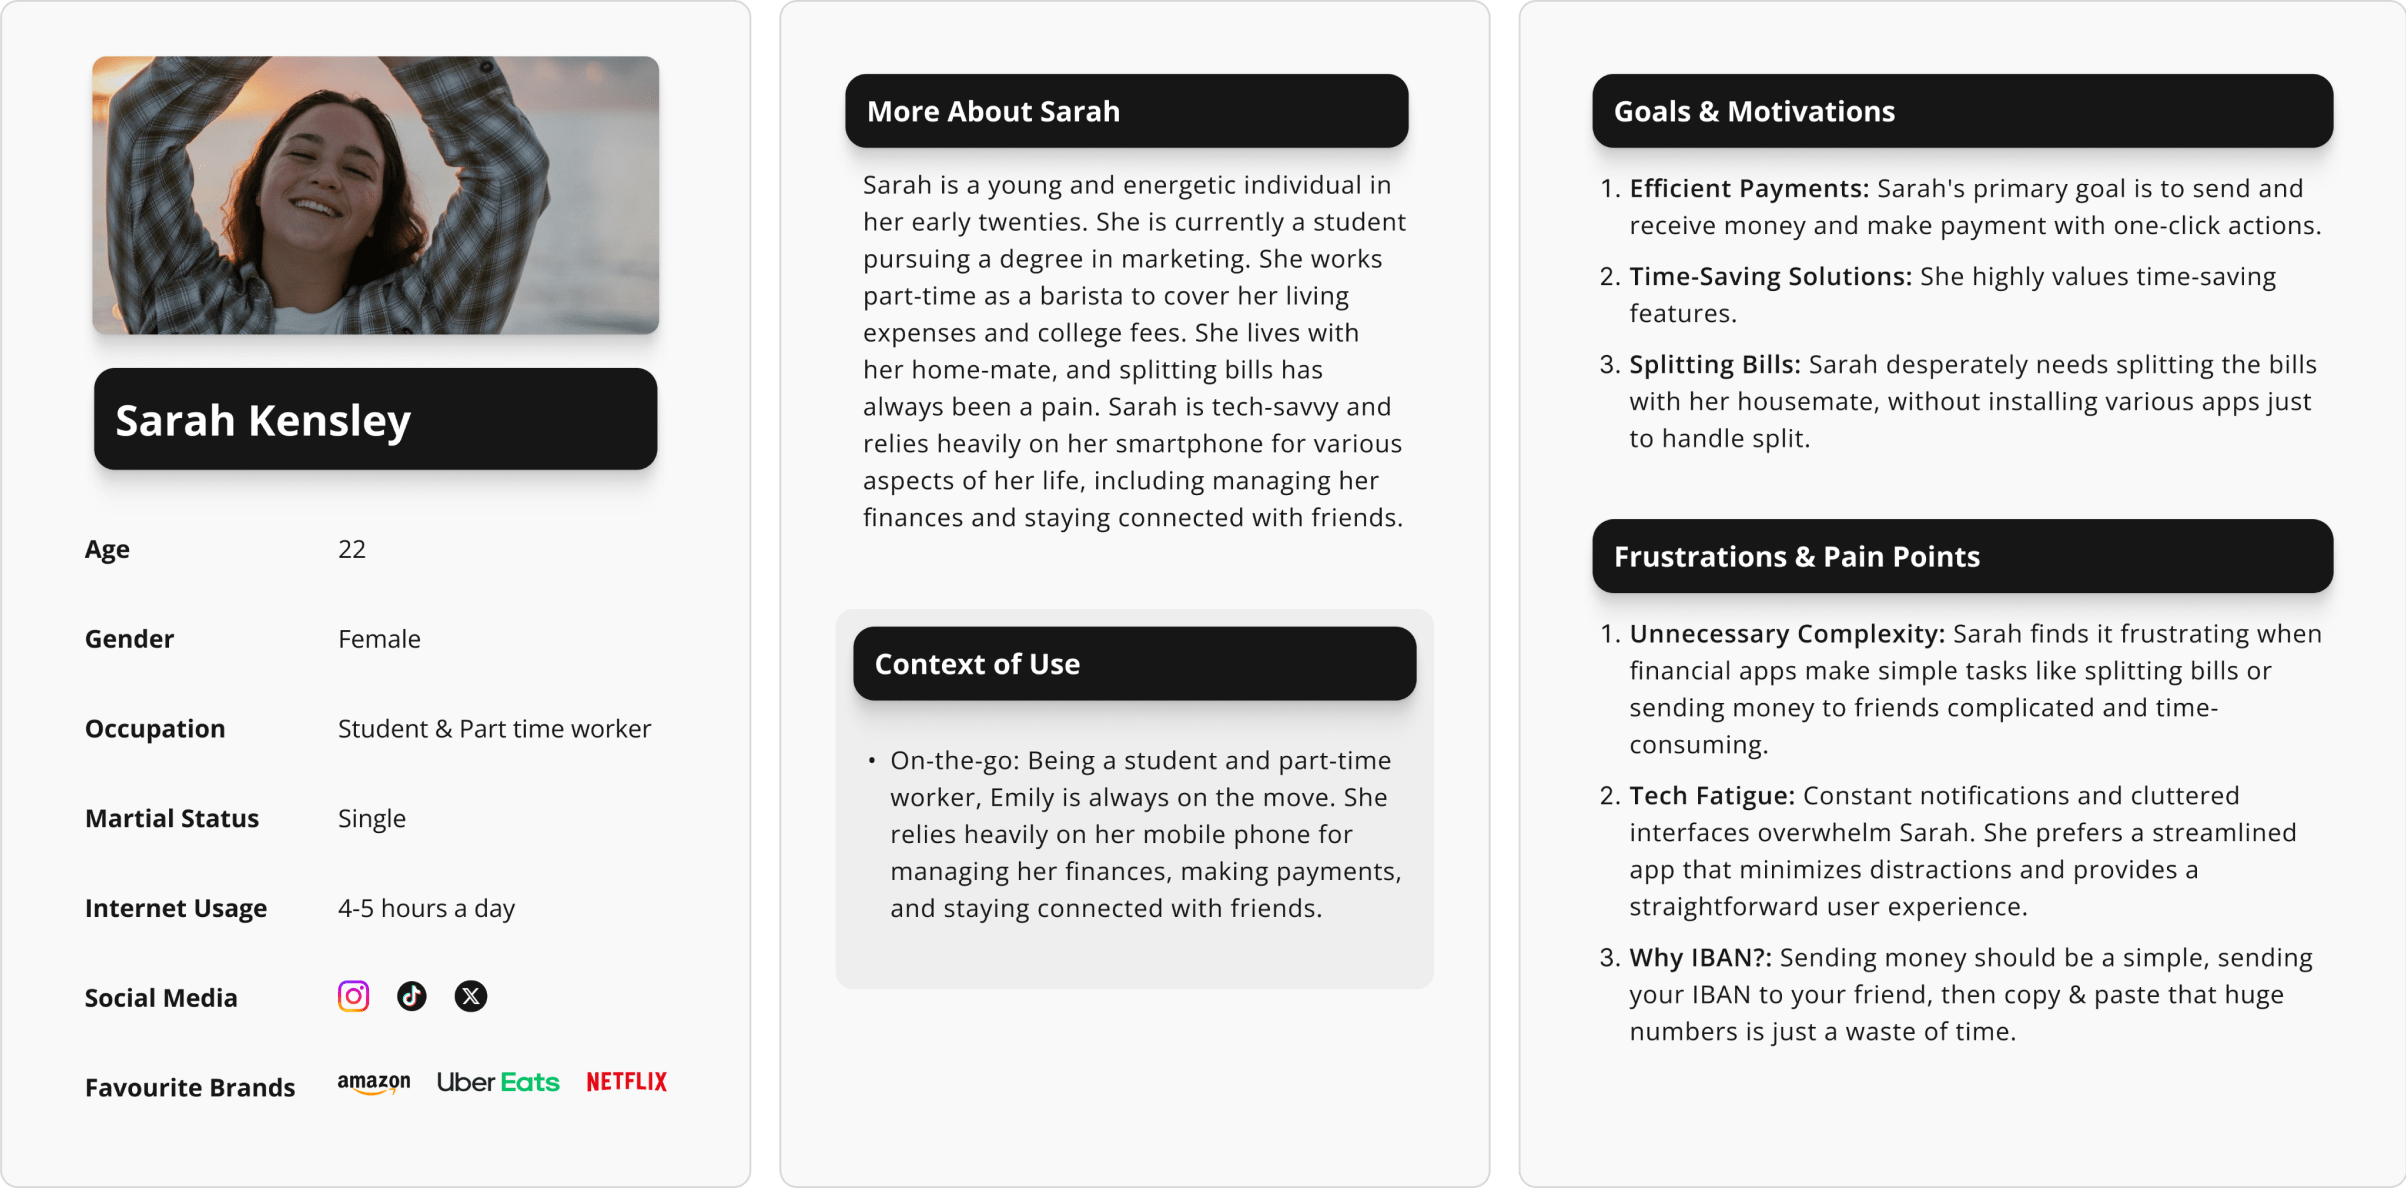 Sarah Kensley
Age 22
Gender Female
Occupation Student & Part time worker
Martial Status Single
Internet Usage 4-5 hours a day
Social Media
Favourite Brands amazon Uber Eats NETFLIX
More About Sarah
Sarah is a young and energetic individual in
her early twenties. She is currently a student
pursuing a degree in marketing. She works
part-time as a barista to cover her living
expenses and college fees. She lives with
her home-mate, and splitting bills has
always been a pain. Sarah is tech-savvy and
relies heavily on her smartphone for various
aspects of her life, including managing her
finances and staying connected with friends.
Context of Use
• On-the-go: Being a student and part-time
worker, Emily is always on the move. She
relies heavily on her mobile phone for
managing her finances, making payments,
and staying connected with friends.
Goals & Motivations
1. Efficient Payments: Sarah's primary goal is to send and
receive money and make payment with one-click actions.
2. Time-Saving Solutions: She highly values time-saving
features.
3. Splitting Bills: Sarah desperately needs splitting the bills
with her housemate, without installing various apps just
to handle split.
Frustrations & Pain Points
1. Unnecessary Complexity: Sarah finds it frustrating when
financial apps make simple tasks like splitting bills or
sending money to friends complicated and time-
consuming.
2. Tech Fatigue: Constant notifications and cluttered
interfaces overwhelm Sarah. She prefers a streamlined
app that minimizes distractions and provides a
straightforward user experience.
3. Why IBAN?: Sending money should be a simple, sending
your IBAN to your friend, then copy & paste that huge
numbers is just a waste of time.